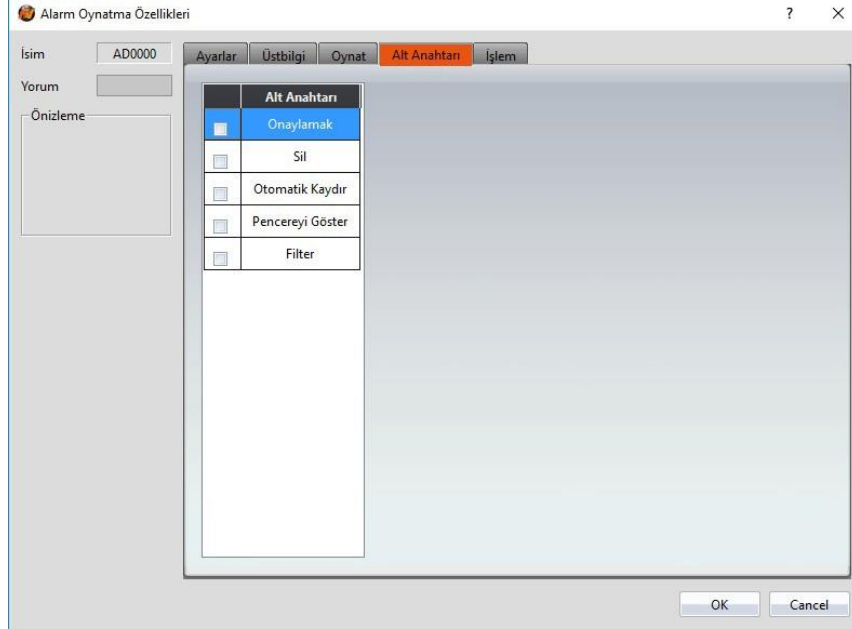 Alarm Oynatma Özellikleri
?
İsim
AD0000
Yorum
Önizleme
Ayarlar
Üstbilgi
Oynat
Alt Anahtarı
İşlem
Alt Anahtarı
Onaylamak
Sil
Otomatik Kaydır
Pencereyi Göster
Filter
OK
Cancel